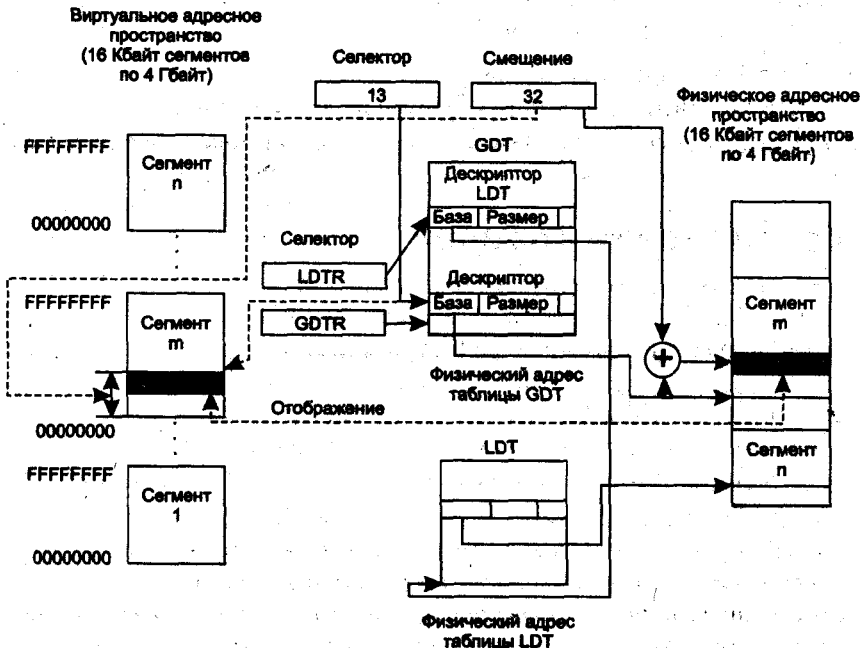 Виртуальное адресное
пространство
(16 Кбайт сегментов
по 4 Гбайт)
Селектор
Смещение
13
32
Физическое адресное
пространство
(16 Кбайт сегментов
по 4 Гбайт)
FFFFFFFF
Сегмент
n
00000000
GDT
Дескриптор
LDT
База
Размер
Селектор
LDTR
FFFFFFFF
Сегмент
m
Дескриптор
База
Размер
GDTR
Сегмент
m
+
Физический адрес
таблицы GDT
Отображение
00000000
LDT
Сегмент
n
FFFFFFFF
Сегмент
1
00000000
Физический адрес
таблицы LDT